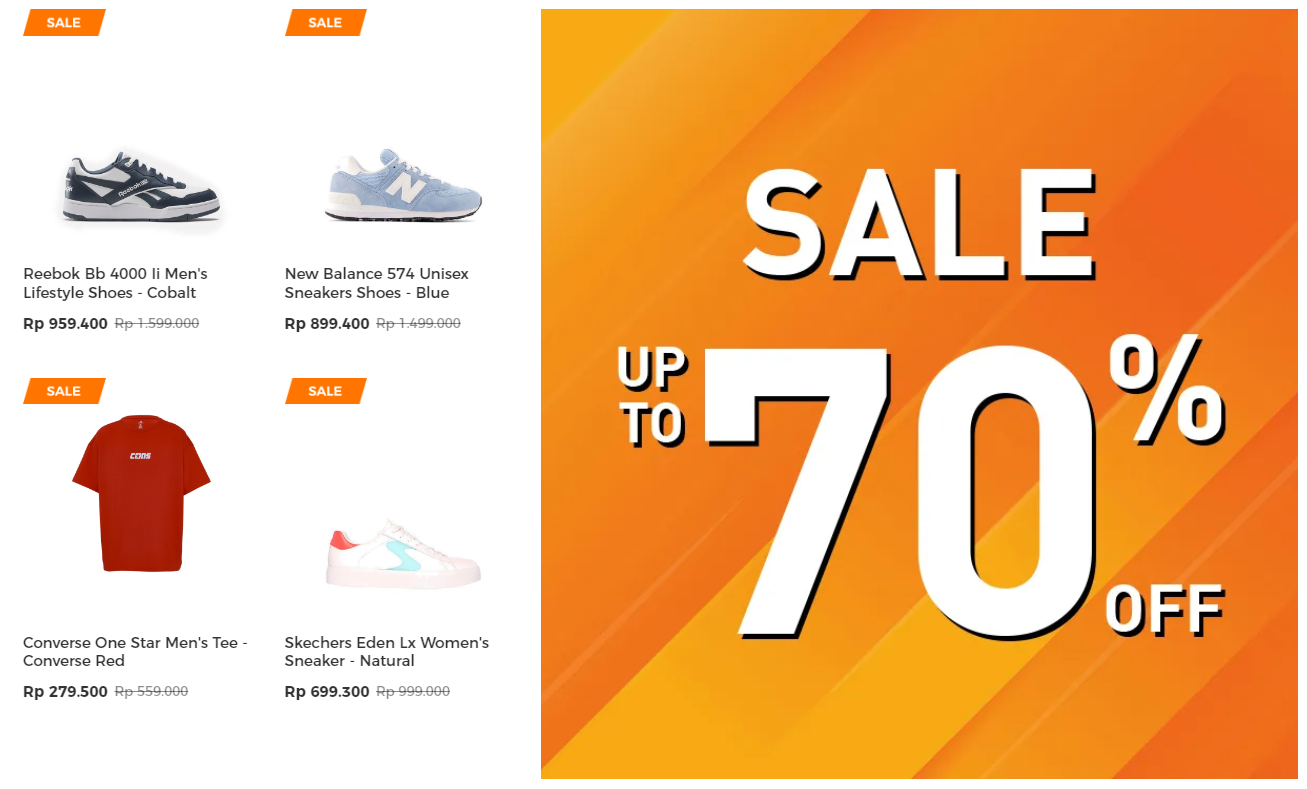 SALE
SALE
Reebok Bb 4000 Ii Men's
Lifestyle Shoes - Cobalt
Rp 959.400 Rp 1.599.000
New Balance 574 Unisex
Sneakers Shoes - Blue
Rp 899.400 Rp 1.499.000
SALE
CONS
SALE
Converse One Star Men's Tee -
Converse Red
Rp 279.500 Rp 559.000
Skechers Eden Lx Women's
Sneaker - Natural
Rp 699.300 Rp 999.000
SALE
UP
TO
70%
OFF